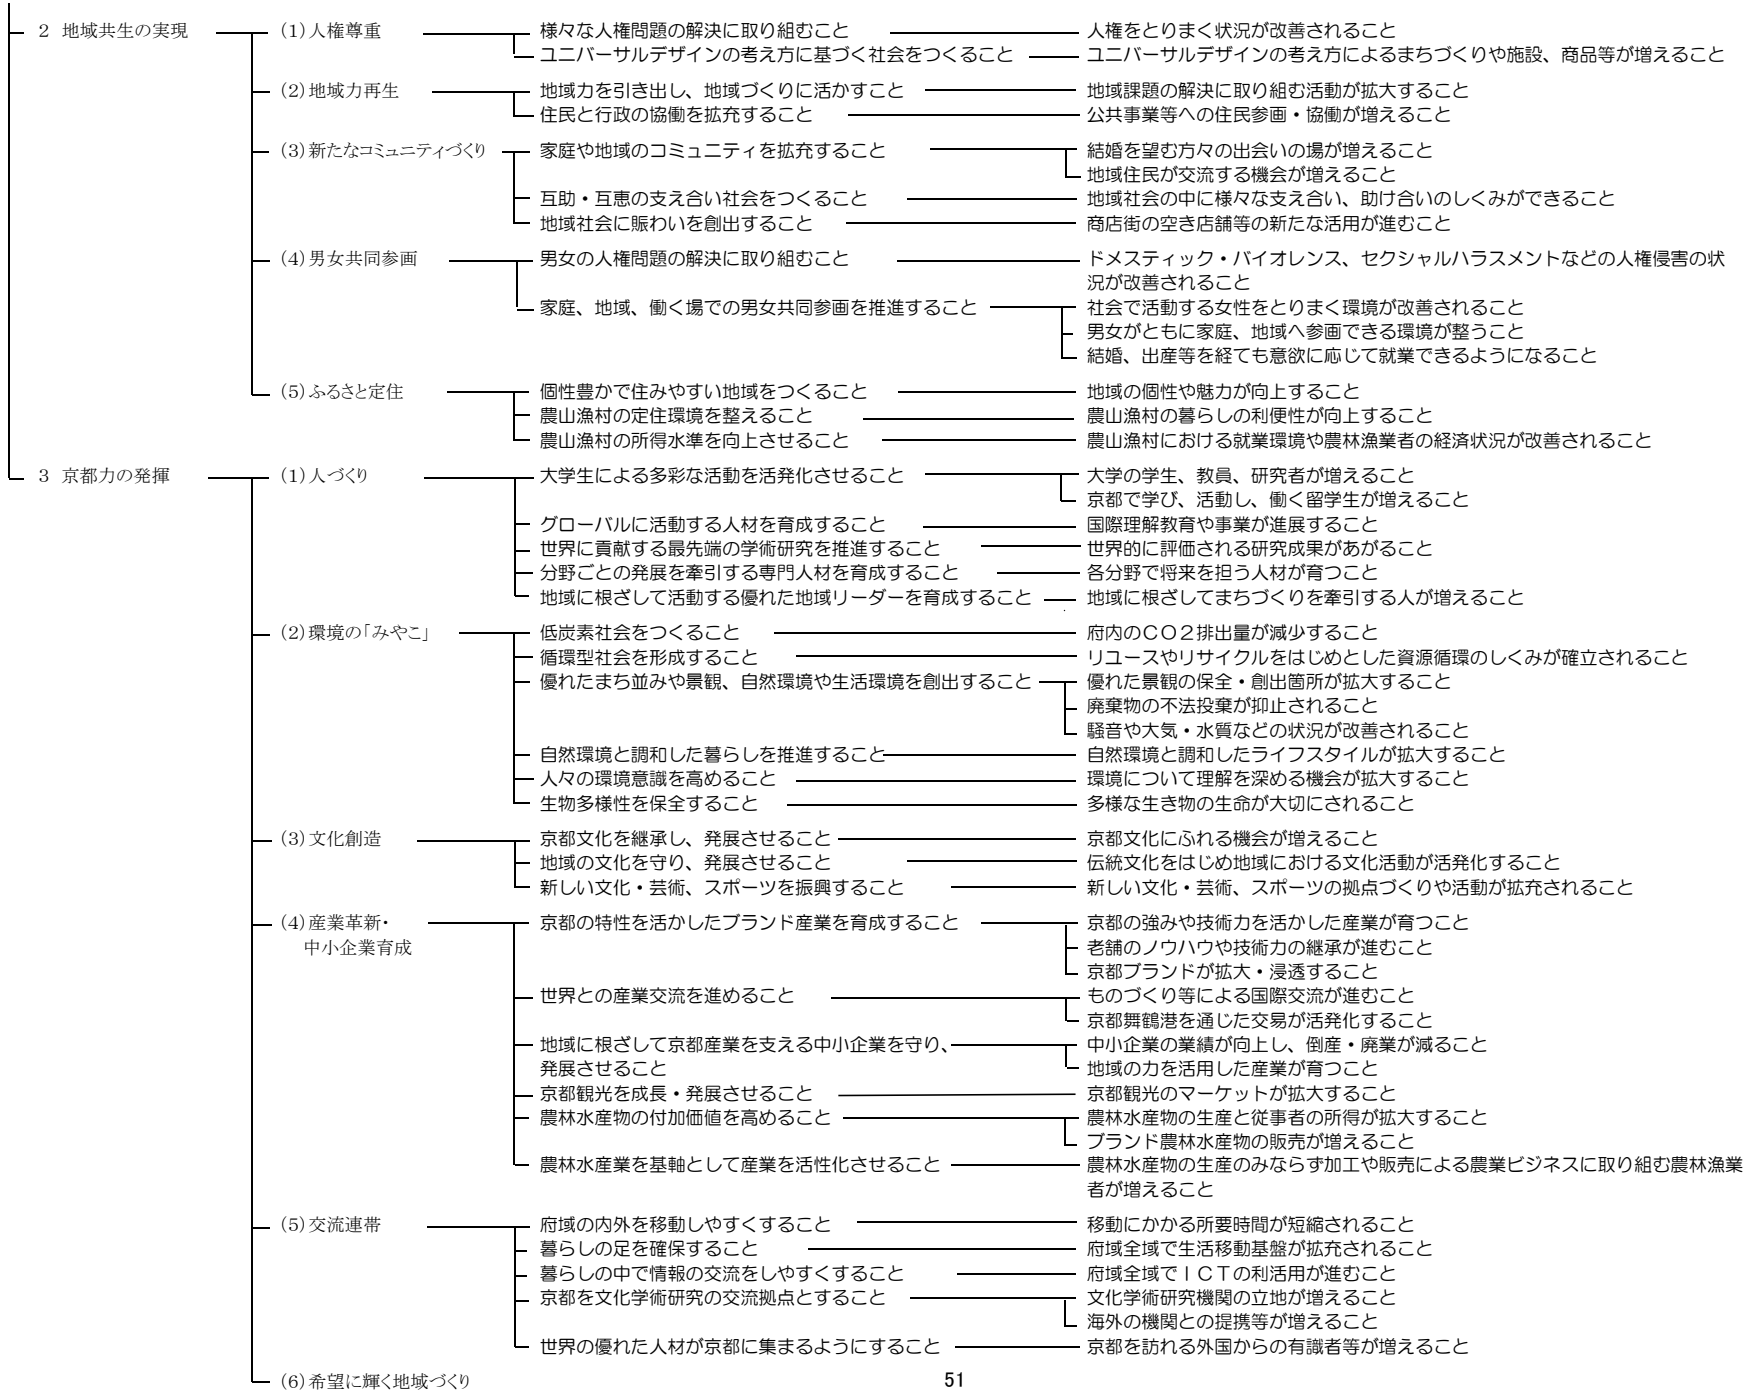 2 地域共生の実現 (1)人権尊重 様々な人権問題の解決に取り組むこと 人権をとりまく状況が改善されること
ユニバーサルデザインの考え方に基づく社会をつくること ユニバーサルデザインの考え方によるまちづくりや施設、商品等が増えること
(2)地域力再生 地域力を引き出し、地域づくりに活かすこと 地域課題の解決に取り組む活動が拡大すること
住民と行政の協働を拡充すること 公共事業等への住民参画・協働が増えること
(3)新たなコミュニティづくり 家庭や地域のコミュニティを拡充すること 結婚を望む方々の出会いの場が増えること
地域住民が交流する機会が増えること
互助・互恵の支え合い社会をつくること 地域社会の中に様々な支え合い、助け合いのしくみができること
地域社会に賑わいを創出すること 商店街の空き店舗等の新たな活用が進むこと
(4)男女共同参画 男女の人権問題の解決に取り組むこと ドメスティック・バイオレンス、セクシャルハラスメントなどの人権侵害の状
況が改善されること
家庭、地域、働く場での男女共同参画を推進すること 社会で活動する女性をとりまく環境が改善されること
男女がともに家庭、地域へ参画できる環境が整うこと
結婚、出産等を経ても意欲に応じて就業できるようになること
(5)ふるさと定住 個性豊かで住みやすい地域をつくること 地域の個性や魅力が向上すること
農山漁村の定住環境を整えること 農山漁村の暮らしの利便性が向上すること
農山漁村の所得水準を向上させること 農山漁村における就業環境や農林漁業者の経済状況が改善されること
3 京都力の発揮 (1)人づくり 大学生による多彩な活動を活発化させること 大学の学生、教員、研究者が増えること
京都で学び、活動し、働く留学生が増えること
グローバルに活動する人材を育成すること 国際理解教育や事業が進展すること
世界に貢献する最先端の学術研究を推進すること 世界的に評価される研究成果があがること
分野ごとの発展を牽引する専門人材を育成すること 各分野で将来を担う人材が育つこと
地域に根ざして活動する優れた地域リーダーを育成すること 地域に根ざしてまちづくりを牽引する人が増えること
(2)環境の「みやこ」 低炭素社会をつくること 府内のCO2排出量が減少すること
循環型社会を形成すること リユースやリサイクルをはじめとした資源循環のしくみが確立されること
優れたまち並みや景観、自然環境や生活環境を創出すること 優れた景観の保全・創出箇所が拡大すること
廃棄物の不法投棄が抑止されること
騒音や大気・水質などの状況が改善されること
自然環境と調和した暮らしを推進すること 自然環境と調和したライフスタイルが拡大すること
人々の環境意識を高めること 環境について理解を深める機会が拡大すること
生物多様性を保全すること 多様な生き物の生命が大切にされること
(3)文化創造 京都文化を継承し、発展させること 京都文化にふれる機会が増えること
地域の文化を守り、発展させること 伝統文化をはじめ地域における文化活動が活発化すること
新しい文化・芸術、スポーツを振興すること 新しい文化・芸術、スポーツの拠点づくりや活動が拡充されること
(4)産業革新・ 京都の特性を活かしたブランド産業を育成すること 京都の強みや技術力を活かした産業が育つこと
中小企業育成 老舗のノウハウや技術力の継承が進むこと
京都ブランドが拡大・浸透すること
世界との産業交流を進めること ものづくり等による国際交流が進むこと
京都舞鶴港を通じた交易が活発化すること
地域に根ざして京都産業を支える中小企業を守り、 中小企業の業績が向上し、倒産・廃業が減ること
発展させること 地域の力を活用した産業が育つこと
京都観光を成長・発展させること 京都観光のマーケットが拡大すること
農林水産物の付加価値を高めること 農林水産物の生産と従事者の所得が拡大すること
ブランド農林水産物の販売が増えること
農林水産業を基軸として産業を活性化させること 農林水産物の生産のみならず加工や販売による農業ビジネスに取り組む農林漁業
者が増えること
(5)交流連帯 府域の内外を移動しやすくすること 移動にかかる所要時間が短縮されること
暮らしの足を確保すること 府域全域で生活移動基盤が拡充されること
暮らしの中で情報の交流をしやすくすること 府域全域でICTの利活用が進むこと
京都を文化学術研究の交流拠点とすること 文化学術研究機関の立地が増えること
海外の機関との提携等が増えること
世界の優れた人材が京都に集まるようにすること 京都を訪れる外国からの有識者等が増えること
(6)希望に輝く地域づくり
51